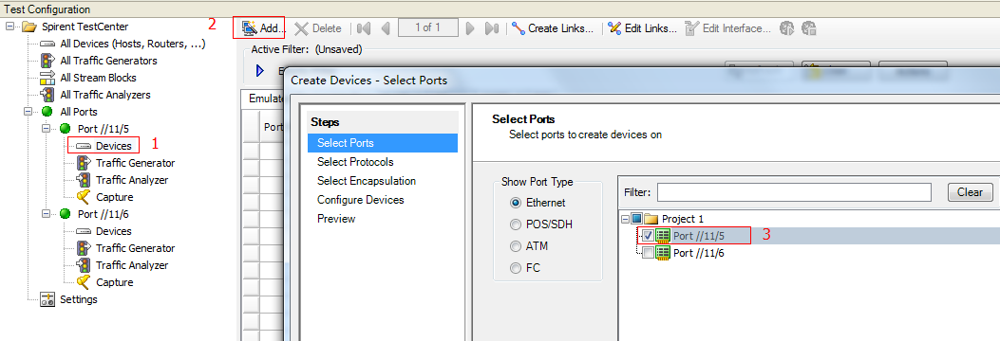 Test Configuration
Spirent TestCenter
All Devices (Hosts, Routers, ...)
All Traffic Generators
All Stream Blocks
All Traffic Analyzers
All Ports
Port //11/5
Devices
1
Traffic Generator
Traffic Analyzer
Capture
Port //11/6
Devices
Traffic Generator
Traffic Analyzer
Capture
Settings
2
Add...
Delete
1 of 1
Create Links...
Edit Links...
Edit Interface...
Active Filter: (Unsaved)
Emulate
Port
Create Devices - Select Ports
Steps
Select Ports
Select Protocols
Select Encapsulation
Configure Devices
Preview
Select Ports
Select ports to create devices on
Show Port Type
Ethernet
POS/SDH
ATM
FC
Filter:
Clear
Project 1
Port //11/5
3
Port //11/6